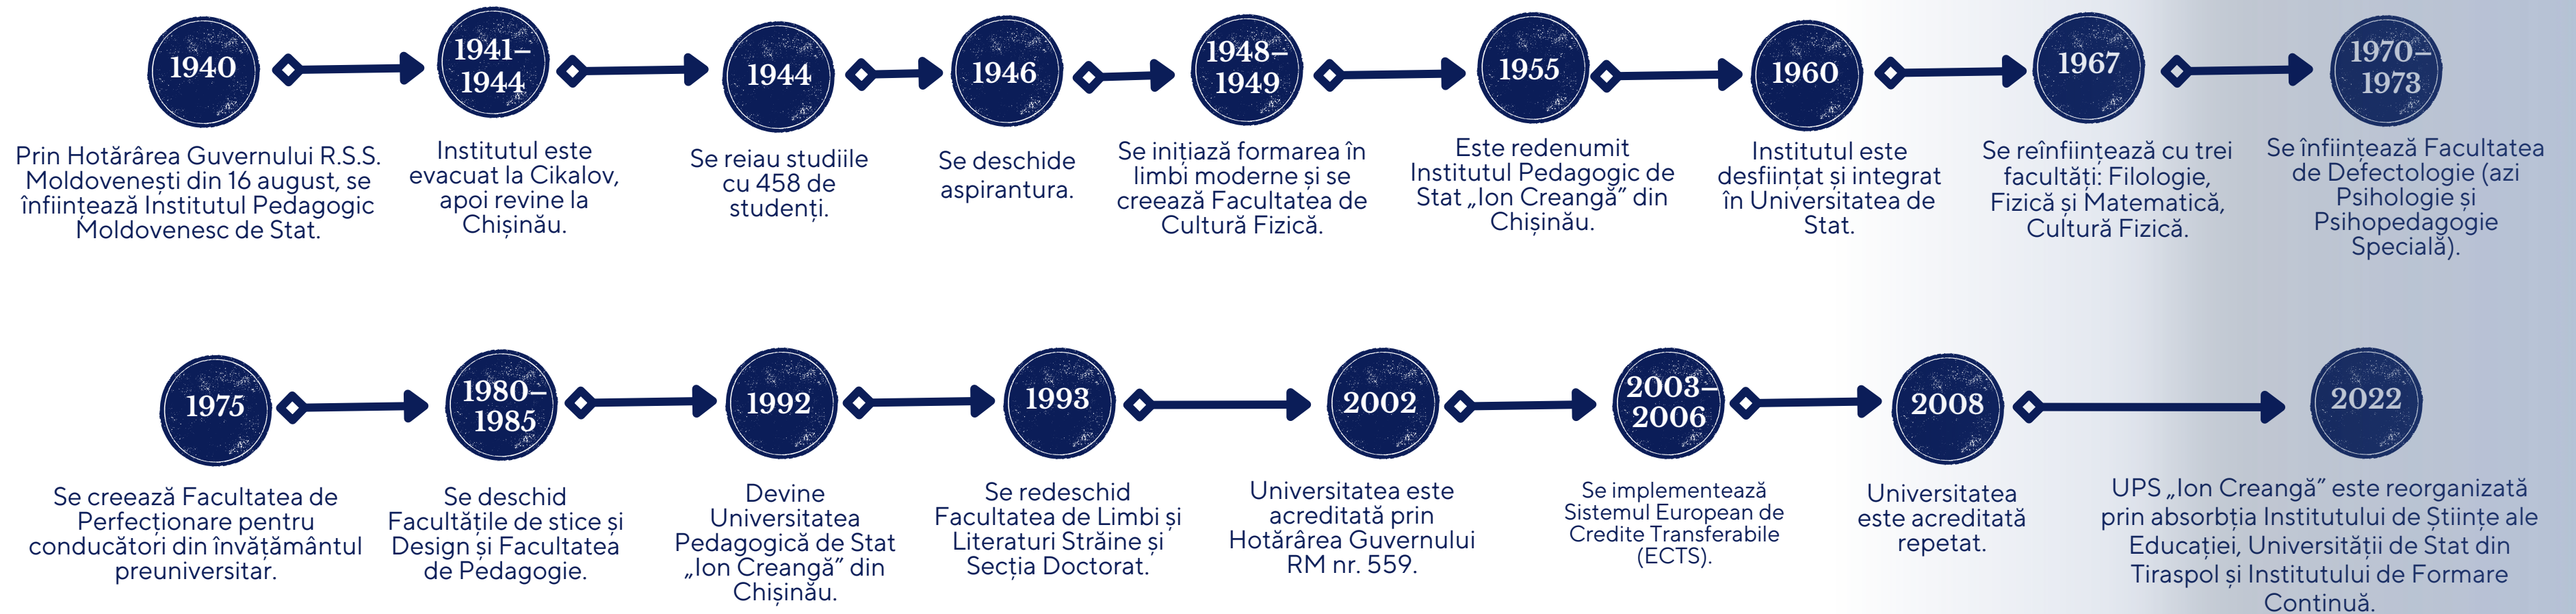 1940
Prin Hotărârea Guvernului R.S.S.
Moldovenești din 16 august, se
înființează Institutul Pedagogic
Moldovenesc de Stat.
1941–
1944
Institutul este
evacuat la Cikalov,
apoi revine la
Chișinău.
1944
Se reiau studiile
cu 458 de
studenți.
1946
Se deschide
aspirantura.
1948–
1949
Se inițiază formarea în
limbi moderne și se
creează Facultatea de
Cultură Fizică.
1955
Este redenumit
Institutul Pedagogic de
Stat „Ion Creangă” din
Chișinău.
1960
Institutul este
desființat și integrat
în Universitatea de
Stat.
1967
Se reînființează cu trei
facultăți: Filologie,
Fizică și Matematică,
Cultură Fizică.
1970–
1973
Se înființează Facultatea
de Defectologie (azi
Psihologie și
Psihopedagogie
Specială).
1975
Se creează Facultatea de
Perfecționare pentru
conducători din învățământul
preuniversitar.
1980–
1985
Se deschid
Facultățile de stice și
Design și Facultatea
de Pedagogie.
1992
Devine
Universitatea
Pedagogică de Stat
„Ion Creangă” din
Chișinău.
1993
Se redeschid
Facultatea de Limbi și
Literaturi Străine și
Secția Doctorat.
2002
Universitatea este
acreditată prin
Hotărârea Guvernului
RM nr. 559.
2003–
2006
Se implementează
Sistemul European de
Credite Transferabile
(ECTS).
2008
Universitatea
este acreditată
repetat.
2022
UPS „Ion Creangă” este reorganizată
prin absorbția Institutului de Științe ale
Educației, Universității de Stat din
Tiraspol și Institutului de Formare
Continuă.